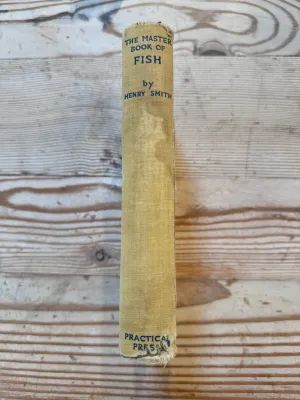 THE MASTER
BOOK OF
FISH
by
HENRY SMITH
PRACTICAL
PRESS